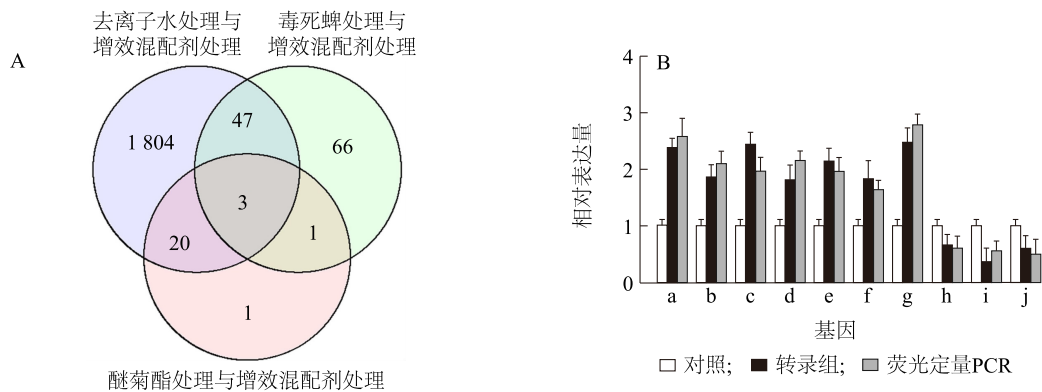 A
去离子水处理与
增效混配剂处理
毒死蜱处理与
增效混配剂处理
1 804
47
66
3
20
1
1
醚菊酯处理与增效混配剂处理
B
相对表达量
4
3
2
1
0
a b c d e f g h i j
基因
对照; 转录组; 荧光定量PCR